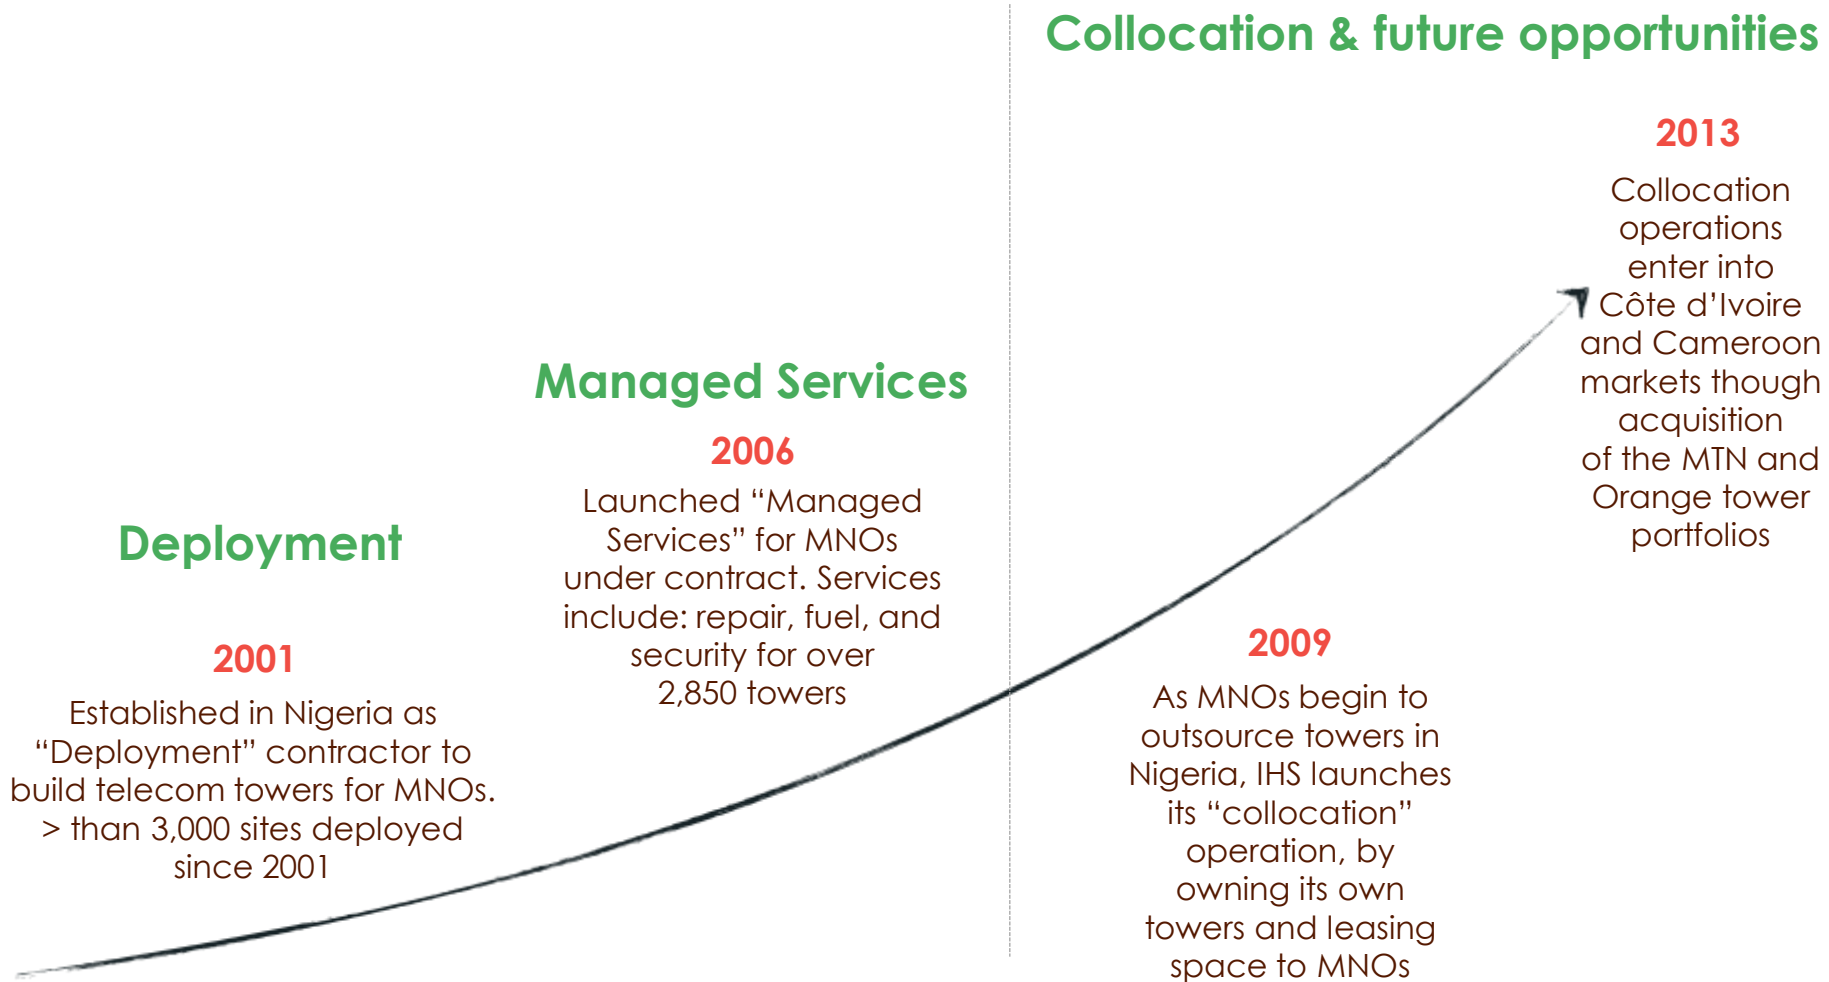 Collocation & future opportunities
2013
Collocation
operations
enter into
Côte d’Ivoire
and Cameroon
markets though
acquisition
of the MTN and
Orange tower
portfolios
Managed Services
2006
Launched “Managed
Services” for MNOs
under contract. Services
include: repair, fuel, and
security for over
2,850 towers
Deployment
2001
Established in Nigeria as
“Deployment” contractor to
build telecom towers for MNOs.
> than 3,000 sites deployed
since 2001
2009
As MNOs begin to
outsource towers in
Nigeria, IHS launches
its “collocation”
operation, by
owning its own
towers and leasing
space to MNOs